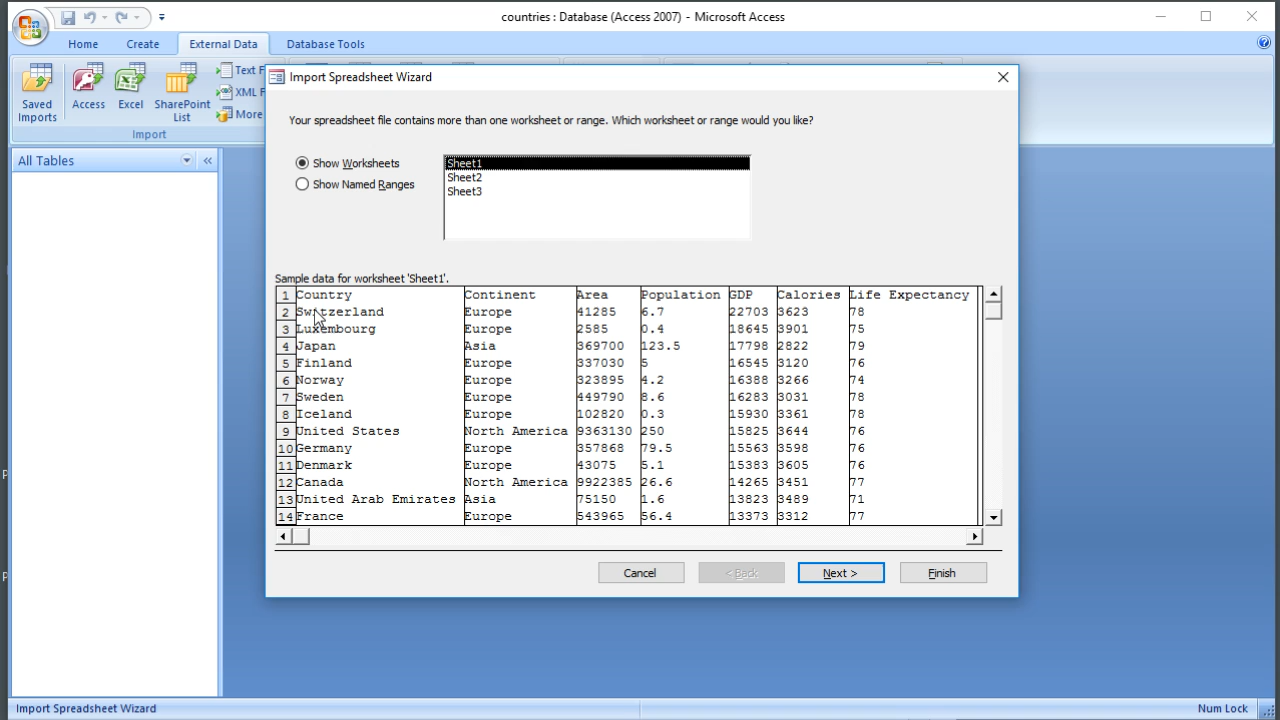 countries : Database (Access 2007) - Microsoft Access
Home Create External Data Database Tools
Saved Imports
Access
Excel
SharePoint List
Text F
XML F
More
Import
All Tables
Import Spreadsheet Wizard
Your spreadsheet file contains more than one worksheet or range. Which worksheet or range would you like?
Show Worksheets
Show Named Ranges
Sheet1
Sheet2
Sheet3
Sample data for worksheet 'Sheet1'.
1 Country Continent Area Population GDP Calories Life Expectancy
2 Switzerland Europe 41285 6.7 22703 3623 78
3 Luxembourg Europe 2585 0.4 18645 3901 75
4 Japan Asia 369700 123.5 17798 2822 79
5 Finland Europe 337030 5 16545 3120 76
6 Norway Europe 323895 4.2 16388 3266 74
7 Sweden Europe 449790 8.6 16283 3031 78
8 Iceland Europe 102820 0.3 15930 3361 78
9 United States North America 9363130 250 15825 3644 76
10 Germany Europe 357868 79.5 15563 3598 76
11 Denmark Europe 43075 5.1 15383 3605 76
12 Canada North America 9922385 26.6 14265 3451 77
13 United Arab Emirates Asia 75150 1.6 13823 3489 71
14 France Europe 543965 56.4 13373 3312 77
Cancel < Back Next > Finish
Import Spreadsheet Wizard
Num Lock